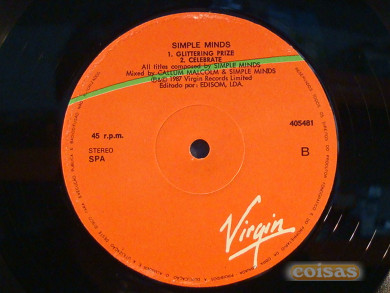 SIMPLE MINDS
1. GLITTERING PRIZE
2. CELEBRATE
All titles composed by SIMPLE MINDS
Mixed by CALLUM MALCOLM & SIMPLE MINDS
℗&© 1987 Virgin Records Limited
Editado por: EDISOM, LDA.
45 r.p.m.
405481
STEREO
SPA
B
Virgin
coisas